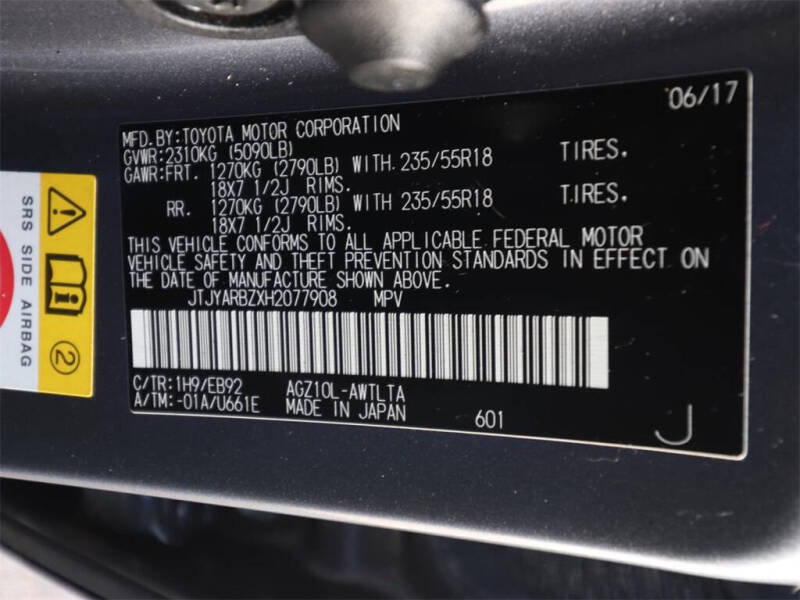 06/17
MFD.BY:TOYOTA MOTOR CORPORATION
GVWR:2310KG (5090LB)
GAWR:FRT. 1270KG (2790LB) WITH 235/55R18 TIRES.
18X7 1/2J RIMS.
RR. 1270KG (2790LB) WITH 235/55R18 TIRES.
18X7 1/2J RIMS.
THIS VEHICLE CONFORMS TO ALL APPLICABLE FEDERAL MOTOR
VEHICLE SAFETY AND THEFT PREVENTION STANDARDS IN EFFECT ON
THE DATE OF MANUFACTURE SHOWN ABOVE.
JTJYARBZXH2077908 MPV
C/TR:1H9/EB92 AGZ10L-AWTLTA
A/TM:-01A/U661E MADE IN JAPAN 601
J
SRS SIDE AIRBAG
2